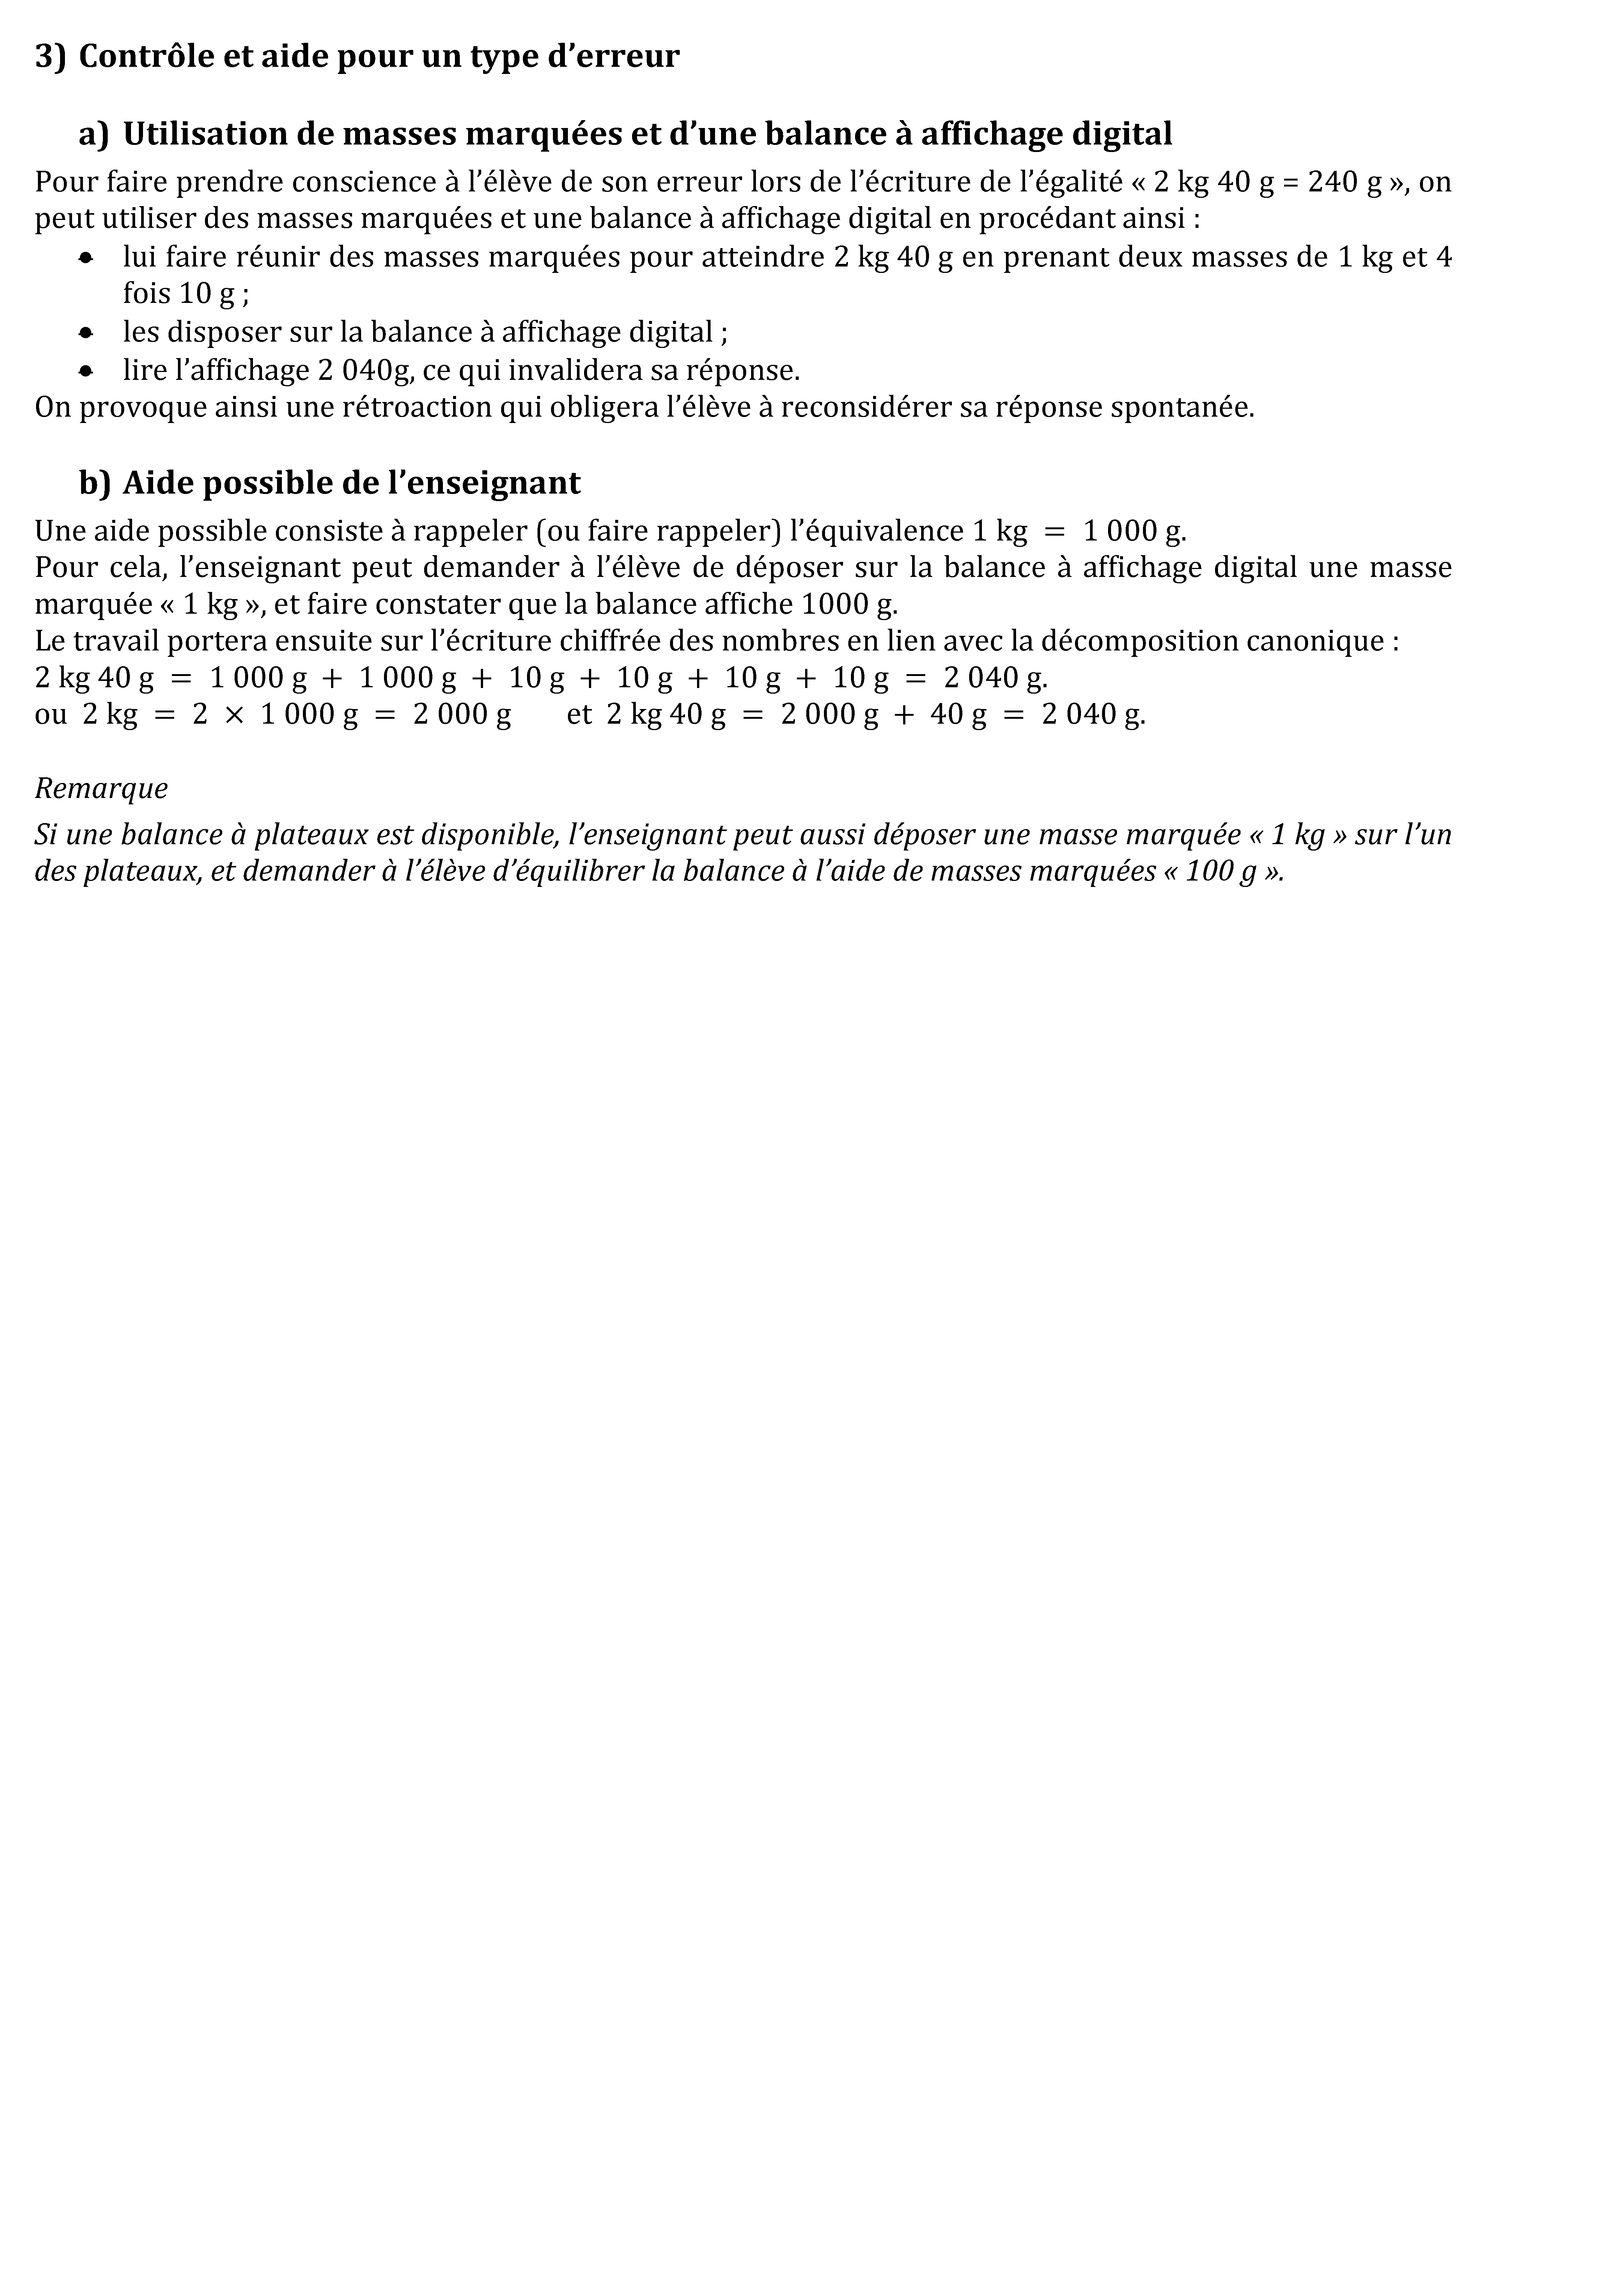 3) Contrôle et aide pour un type d’erreur
a) Utilisation de masses marquées et d’une balance à affichage digital
Pour faire prendre conscience à l’élève de son erreur lors de l’écriture de l’égalité « 2 kg 40 g = 240 g », on
peut utiliser des masses marquées et une balance à affichage digital en procédant ainsi :
• lui faire réunir des masses marquées pour atteindre 2 kg 40 g en prenant deux masses de 1 kg et 4
fois 10 g ;
• les disposer sur la balance à affichage digital ;
• lire l’affichage 2 040g, ce qui invalidera sa réponse.
On provoque ainsi une rétroaction qui obligera l’élève à reconsidérer sa réponse spontanée.
b) Aide possible de l’enseignant
Une aide possible consiste à rappeler (ou faire rappeler) l’équivalence 1 kg = 1 000 g.
Pour cela, l’enseignant peut demander à l’élève de déposer sur la balance à affichage digital une masse
marquée « 1 kg », et faire constater que la balance affiche 1000 g.
Le travail portera ensuite sur l’écriture chiffrée des nombres en lien avec la décomposition canonique :
2 kg 40 g = 1 000 g + 1 000 g + 10 g + 10 g + 10 g + 10 g = 2 040 g.
ou 2 kg = 2 × 1 000 g = 2 000 g et 2 kg 40 g = 2 000 g + 40 g = 2 040 g.
Remarque
Si une balance à plateaux est disponible, l’enseignant peut aussi déposer une masse marquée « 1 kg » sur l’un
des plateaux, et demander à l’élève d’équilibrer la balance à l’aide de masses marquées « 100 g ».